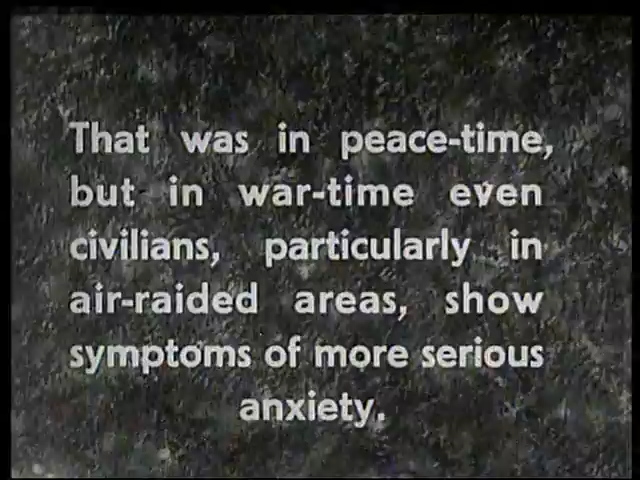 That was in peace-time,
but in war-time even
civilians, particularly in
air-raided areas, show
symptoms of more serious
anxiety.